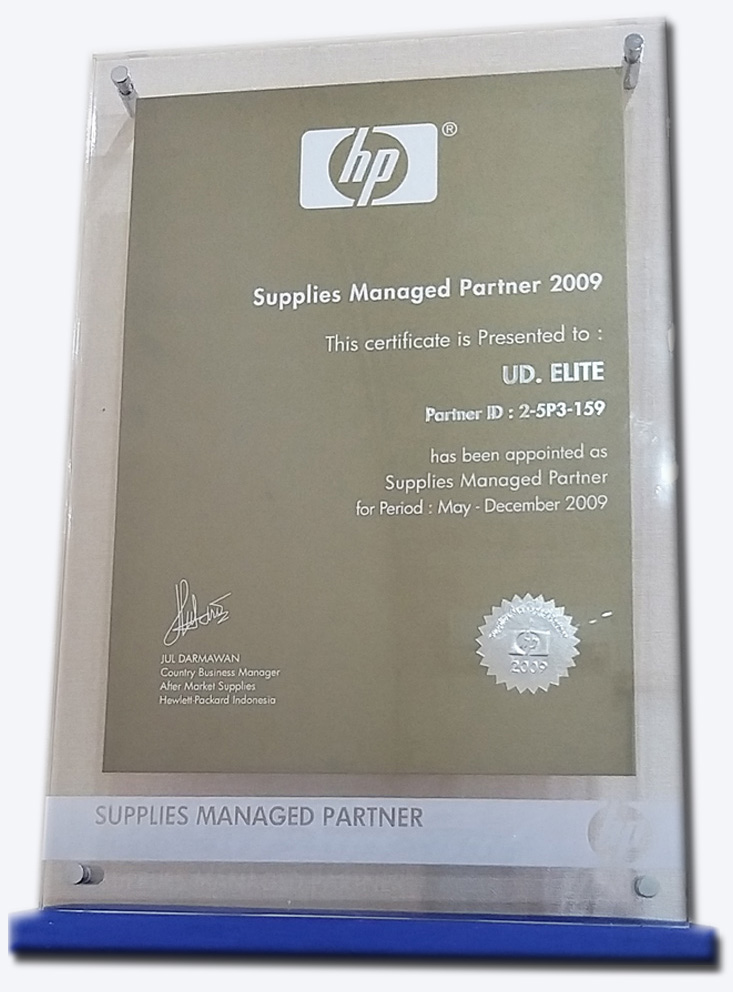 hp®
Supplies Managed Partner 2009
This certificate is Presented to :
UD. ELITE
Partner ID : 2-5P3-159
has been appointed as
Supplies Managed Partner
for Period : May - December 2009
JUL DARMAWAN
Country Business Manager
After Market Supplies
Hewlett-Packard Indonesia
hp
2009
SUPPLIES MANAGED PARTNER
hp